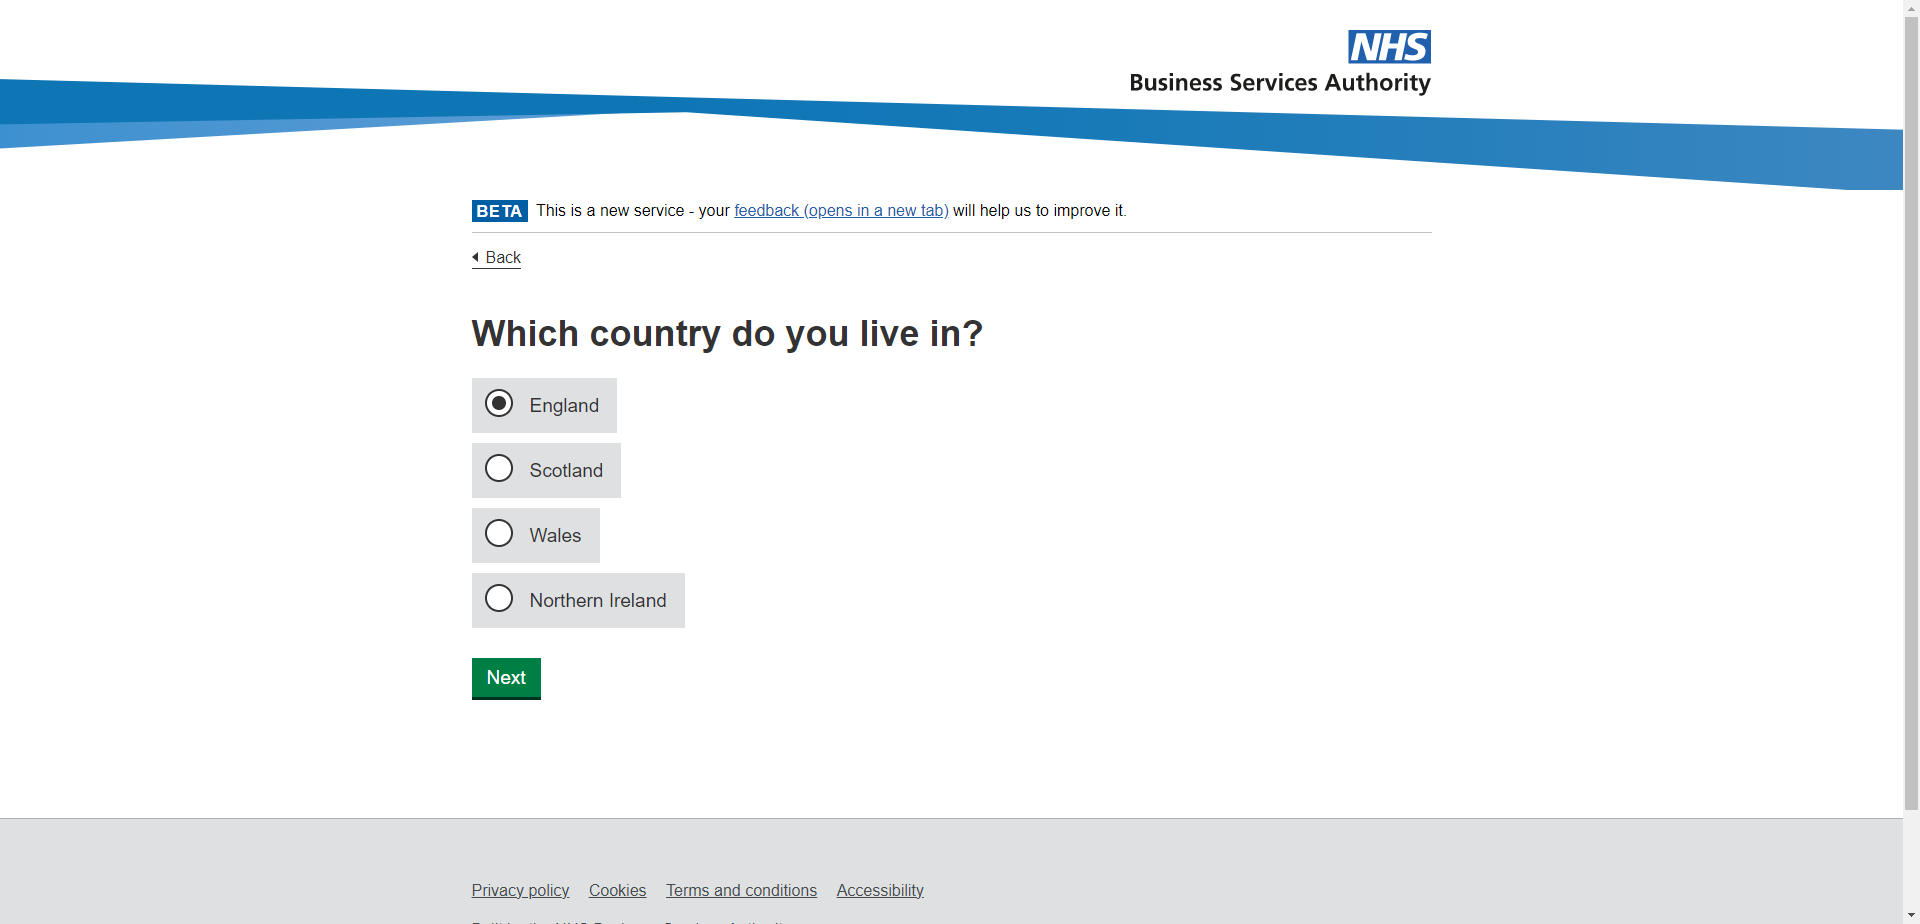 NHS
Business Services Authority
BETA This is a new service - your feedback (opens in a new tab) will help us to improve it.
Back
Which country do you live in?
England
Scotland
Wales
Northern Ireland
Next
Privacy policy Cookies Terms and conditions Accessibility